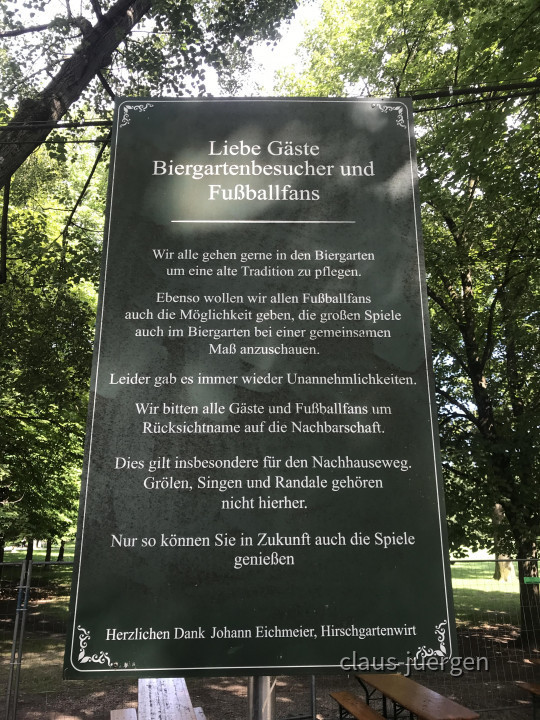 Liebe Gäste
Biergartenbesucher und
Fußballfans
Wir alle gehen gerne in den Biergarten
um eine alte Tradition zu pflegen.
Ebenso wollen wir allen Fußballfans
auch die Möglichkeit geben, die großen Spiele
auch im Biergarten bei einer gemeinsamen
Maß anzuschauen.
Leider gab es immer wieder Unannehmlichkeiten.
Wir bitten alle Gäste und Fußballfans um
Rücksichtname auf die Nachbarschaft.
Dies gilt insbesondere für den Nachhauseweg.
Grölen, Singen und Randale gehören
nicht hierher.
Nur so können Sie in Zukunft auch die Spiele
genießen
Herzlichen Dank Johann Eichmeier, Hirschgartenwirt
claus-juergen